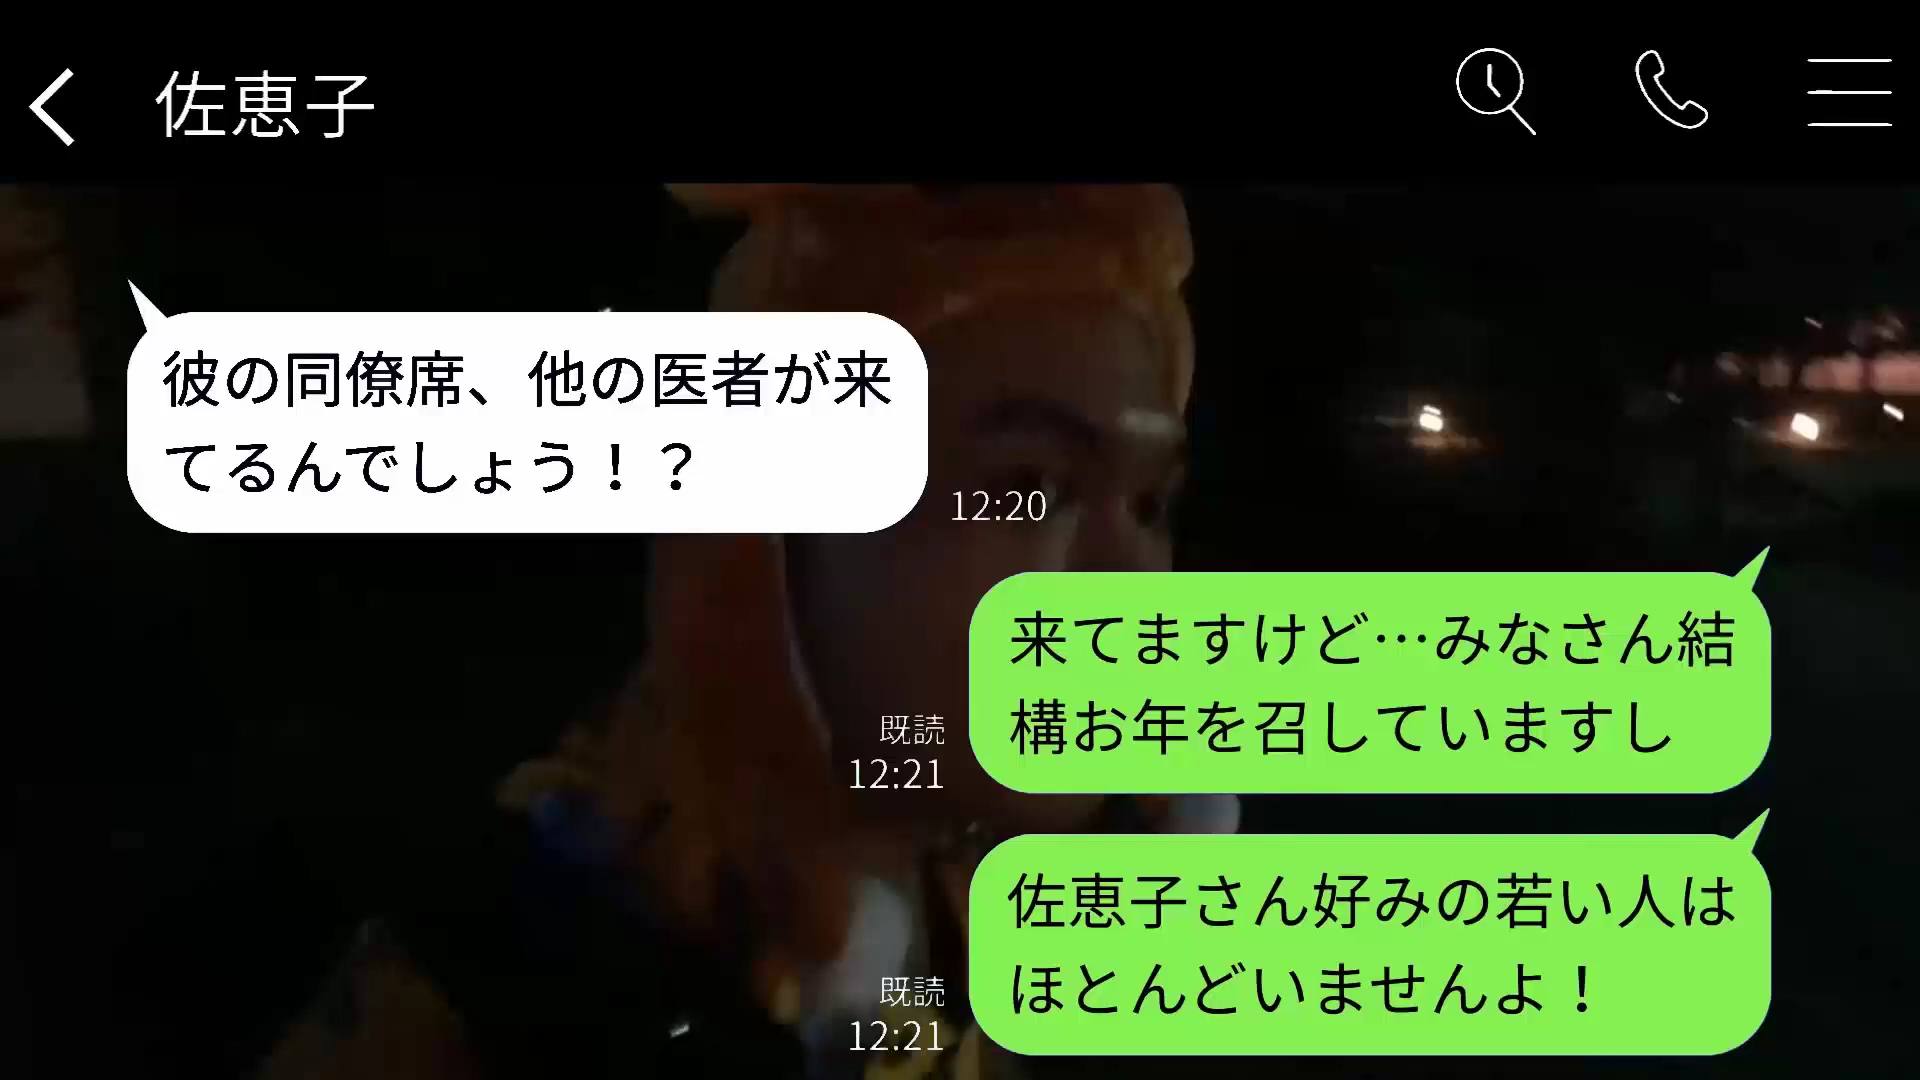 佐恵子
彼の同僚席、他の医者が来
てるんでしょう！？
12:20
来てますけど…みなさん結
構お年を召していますし
既読
12:21
佐恵子さん好みの若い人は
ほとんどいませんよ！
既読
12:21